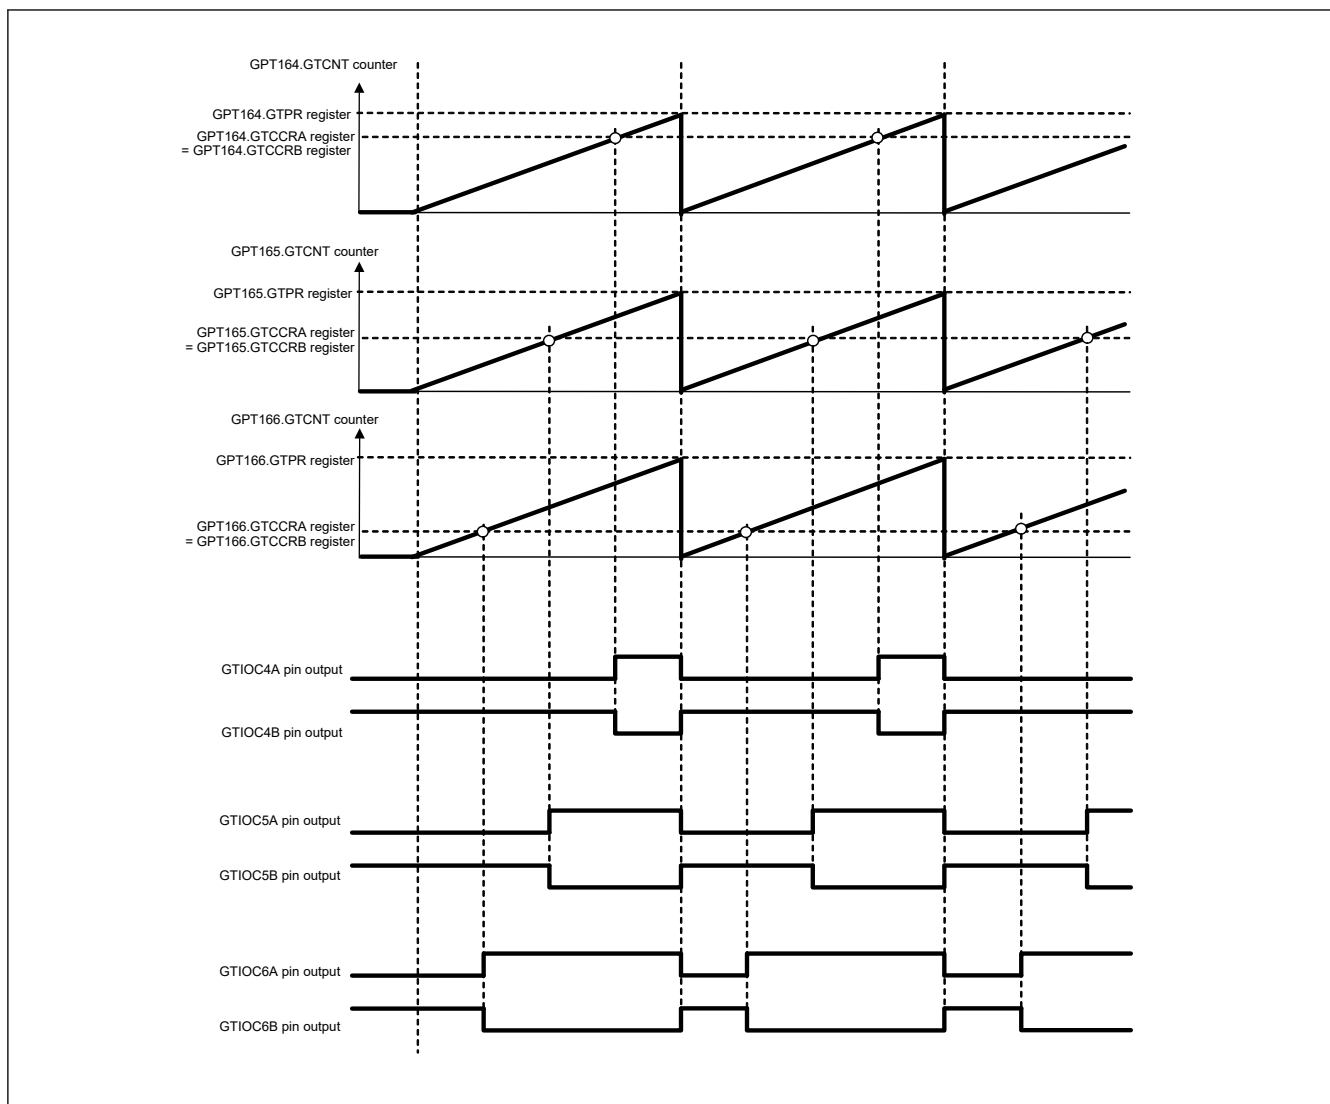 GPT164.GTCNT counter
GPT164.GTPR register
GPT164.GTCCRA register
= GPT164.GTCCRB register
GPT165.GTCNT counter
GPT165.GTPR register
GPT165.GTCCRA register
= GPT165.GTCCRB register
GPT166.GTCNT counter
GPT166.GTPR register
GPT166.GTCCRA register
= GPT166.GTCCRB register
GTIOC4A pin output
GTIOC4B pin output
GTIOC5A pin output
GTIOC5B pin output
GTIOC6A pin output
GTIOC6B pin output